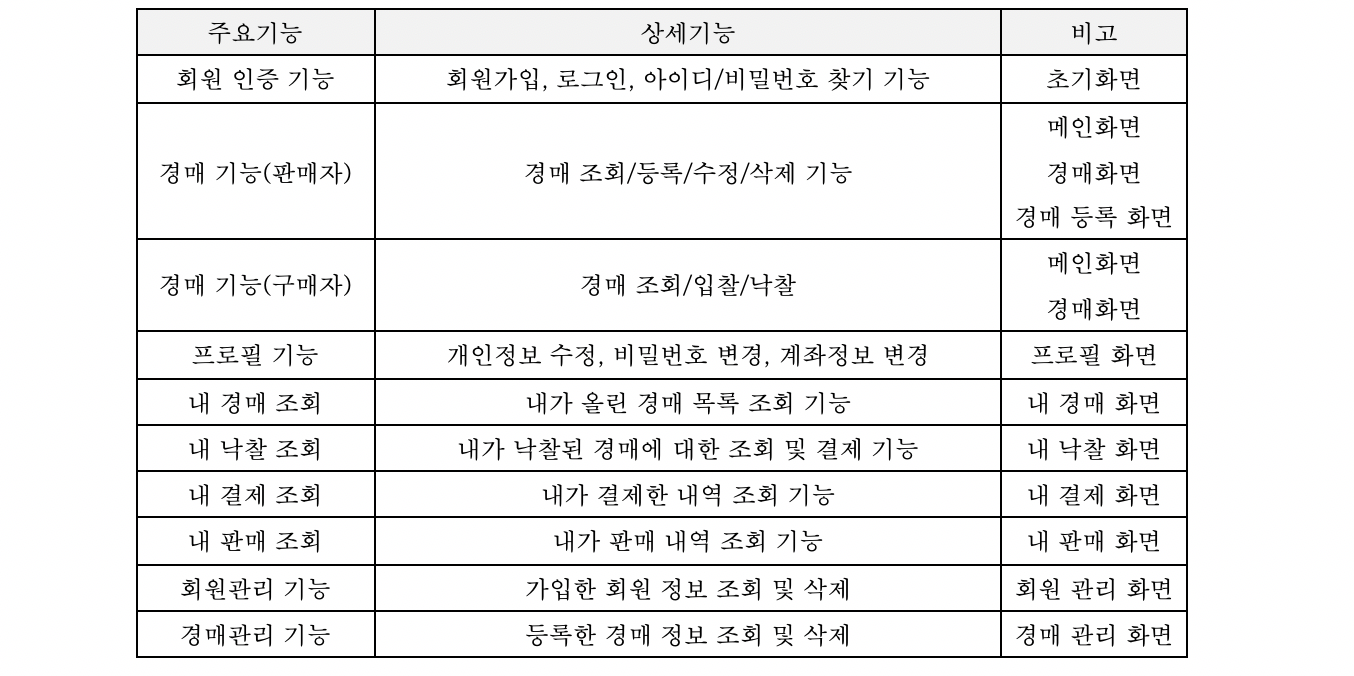 주요기능 상세기능 비고
회원 인증 기능 회원가입, 로그인, 아이디/비밀번호 찾기 기능 초기화면
경매 기능(판매자) 경매 조회/등록/수정/삭제 기능 메인화면
경매화면
경매 등록 화면
경매 기능(구매자) 경매 조회/입찰/낙찰 메인화면
경매화면
프로필 기능 개인정보 수정, 비밀번호 변경, 계좌정보 변경 프로필 화면
내 경매 조회 내가 올린 경매 목록 조회 기능 내 경매 화면
내 낙찰 조회 내가 낙찰된 경매에 대한 조회 및 결제 기능 내 낙찰 화면
내 결제 조회 내가 결제한 내역 조회 기능 내 결제 화면
내 판매 조회 내가 판매 내역 조회 기능 내 판매 화면
회원관리 기능 가입한 회원 정보 조회 및 삭제 회원 관리 화면
경매관리 기능 등록한 경매 정보 조회 및 삭제 경매 관리 화면